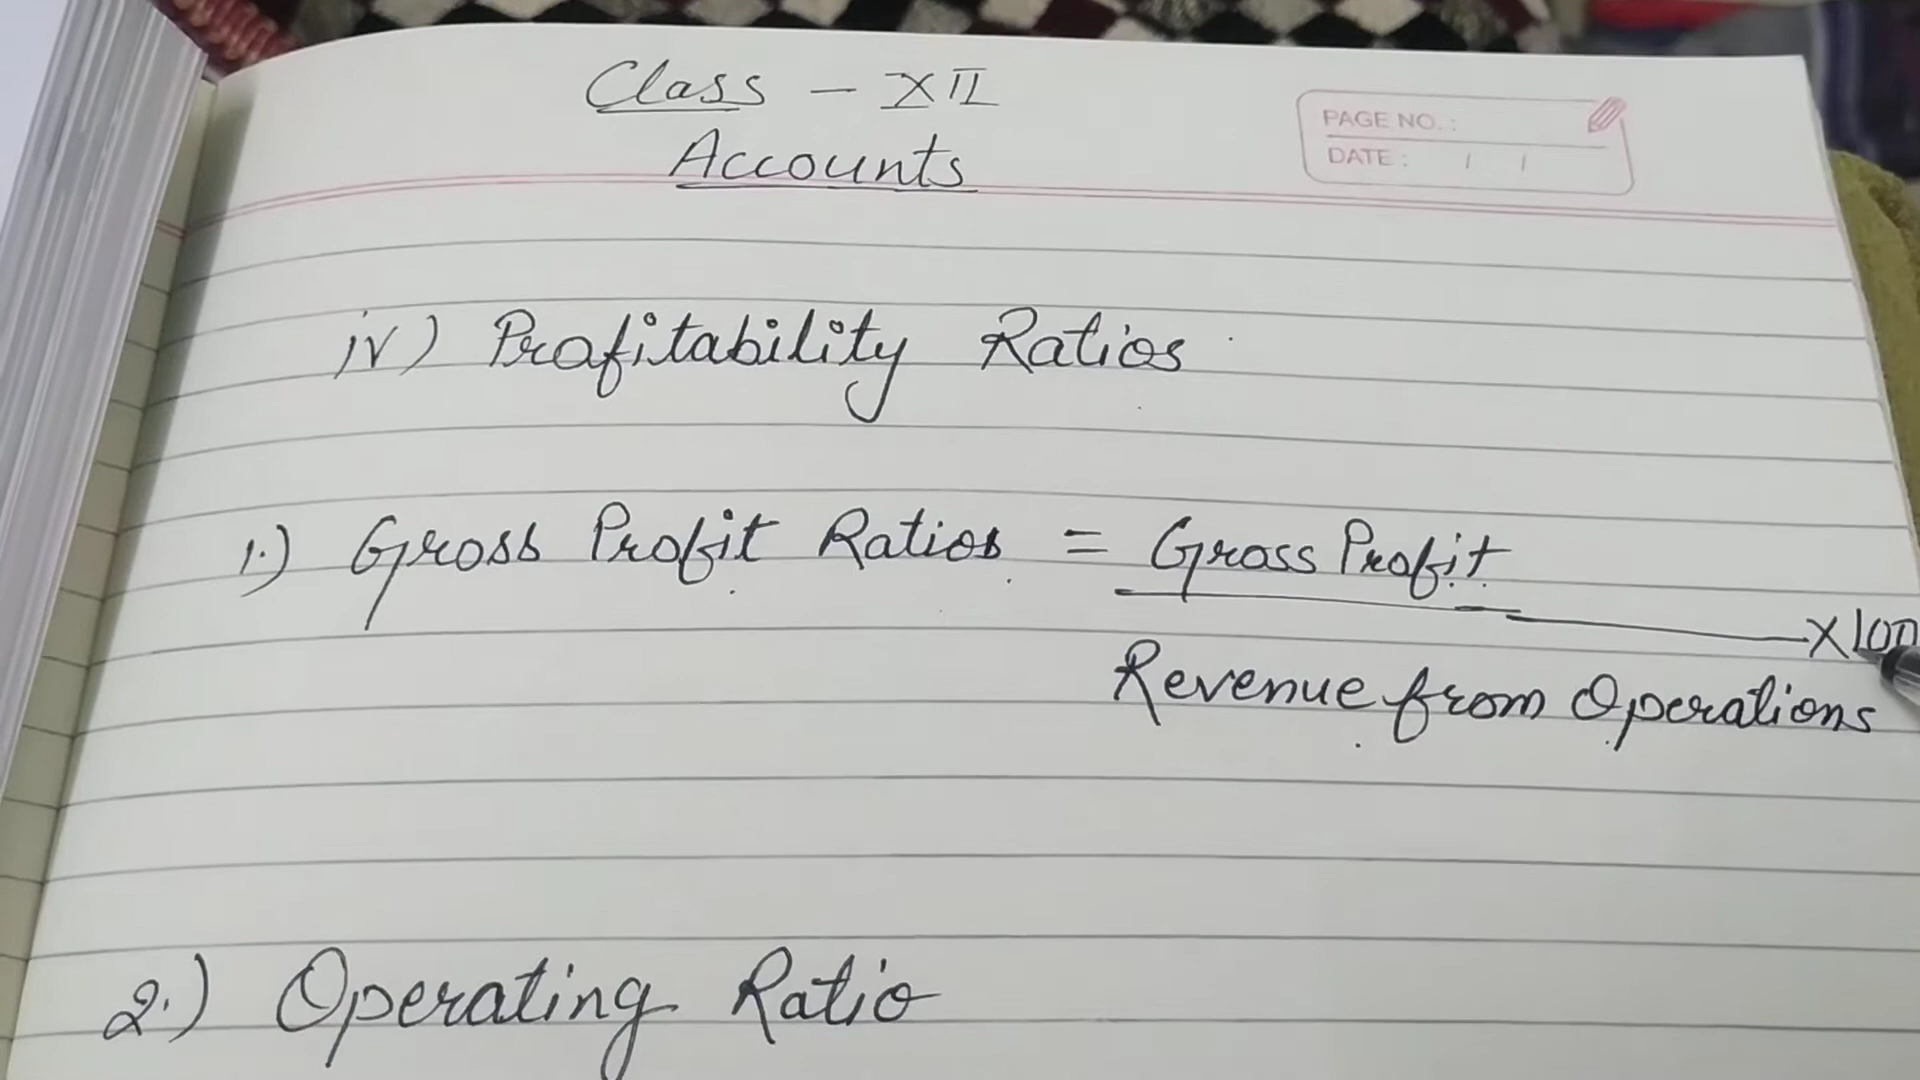 Class - XII
Accounts
PAGE NO. :
DATE : / /
iv) Profitability Ratios
1.) Gross Profit Ratios = Gross Profit
X100
Revenue from Operations
2.) Operating Ratio